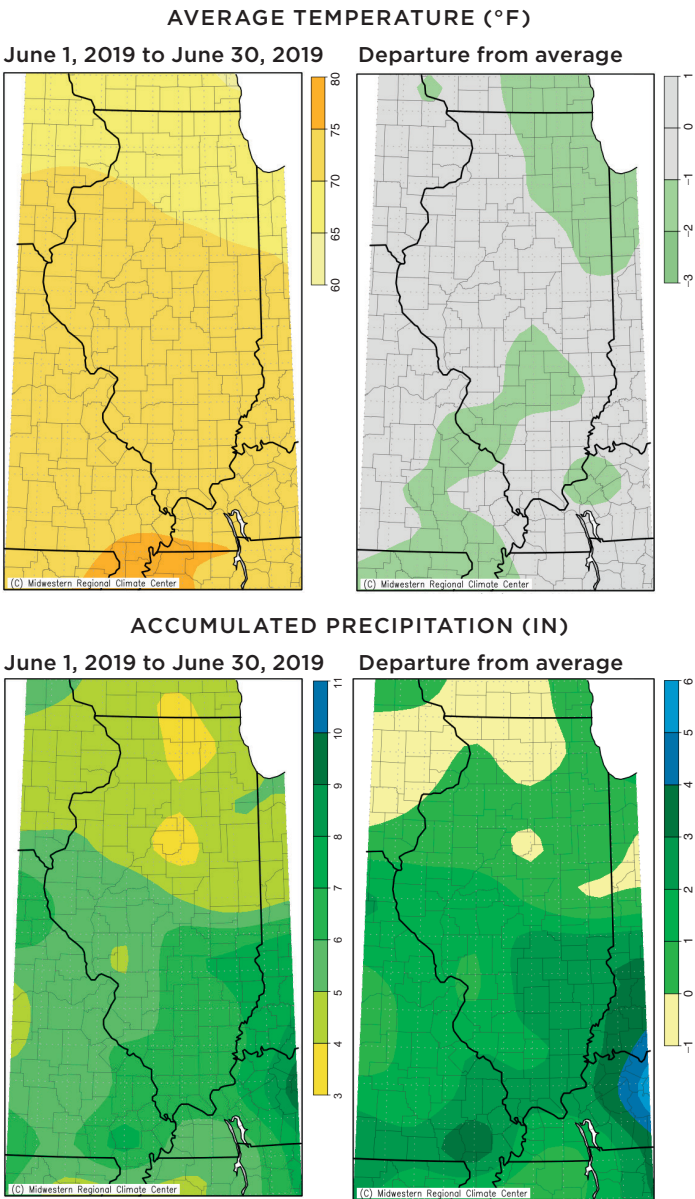 AVERAGE TEMPERATURE (°F)
June 1, 2019 to June 30, 2019
Departure from average
80
75
70
65
60
1
0
−1
−2
−3
(C) Midwestern Regional Climate Center
(C) Midwestern Regional Climate Center
ACCUMULATED PRECIPITATION (IN)
June 1, 2019 to June 30, 2019
Departure from average
11
10
9
8
7
6
5
4
3
6
5
4
3
2
1
0
−1
(C) Midwestern Regional Climate Center
(C) Midwestern Regional Climate Center